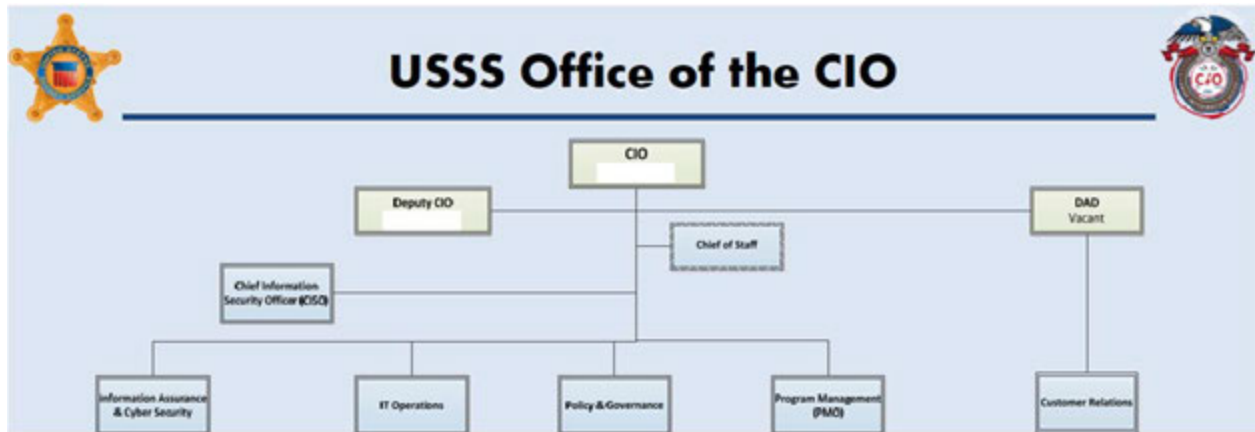 USSS Office of the CIO
CIO
CIO
Deputy CIO
DAD
Vacant
Chief of Staff
Chief Information
Security Officer (CISO)
Information Assurance
& Cyber Security
IT Operations
Policy & Governance
Program Management
(PMO)
Customer Relations